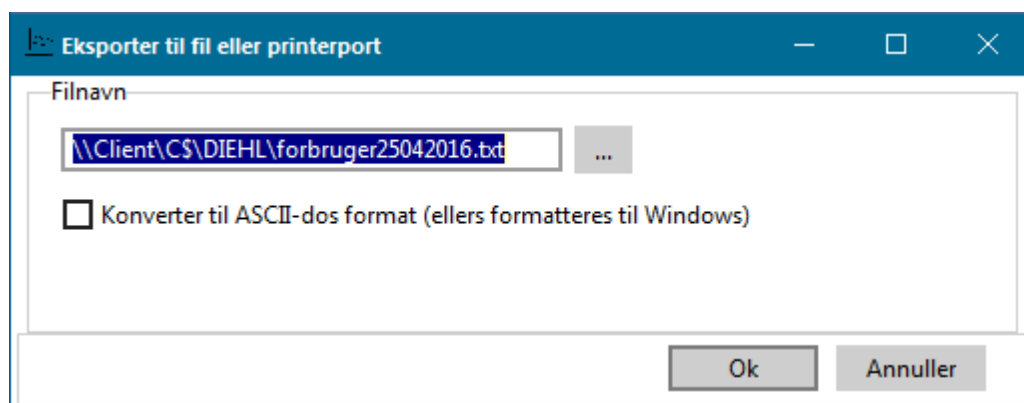 Eksporter til fil eller printerport
Filnavn
\\Client\C$\DIEHL\forbruger25042016.txt
...
Konverter til ASCII-dos format (ellers formatteres til Windows)
Ok
Annuller